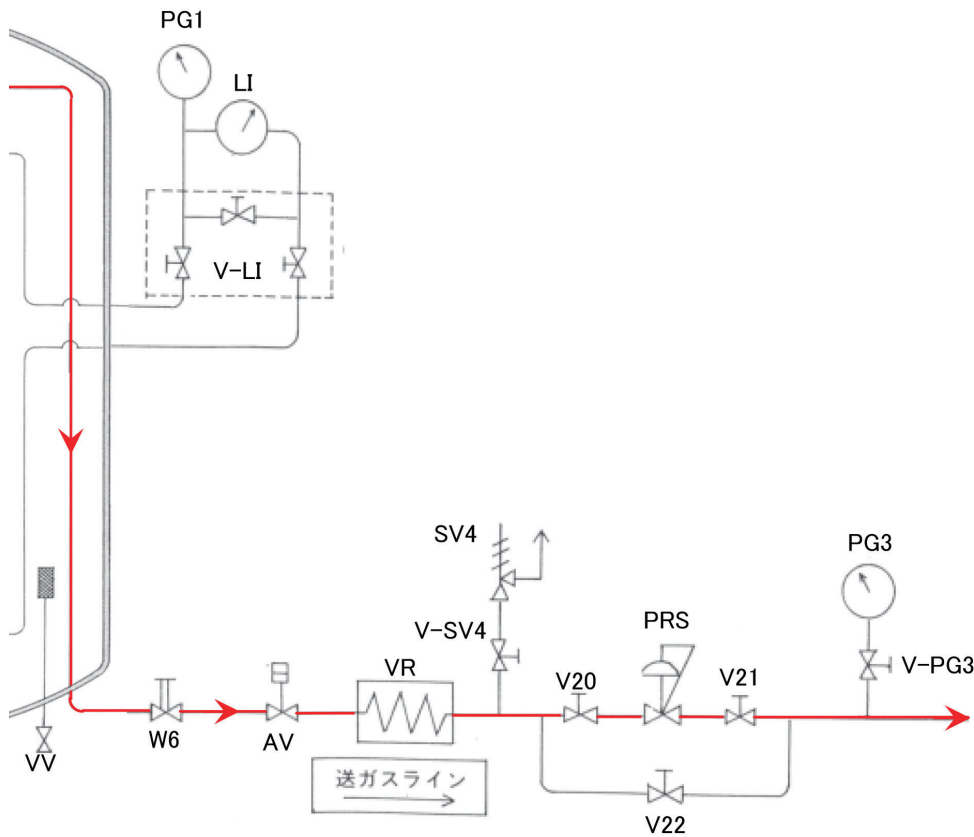 PG1
LI
V-LI
SV4
PG3
V-SV4
PRS
VR
V20
V21
V-PG3
W6
AV
VV
送ガスライン
V22